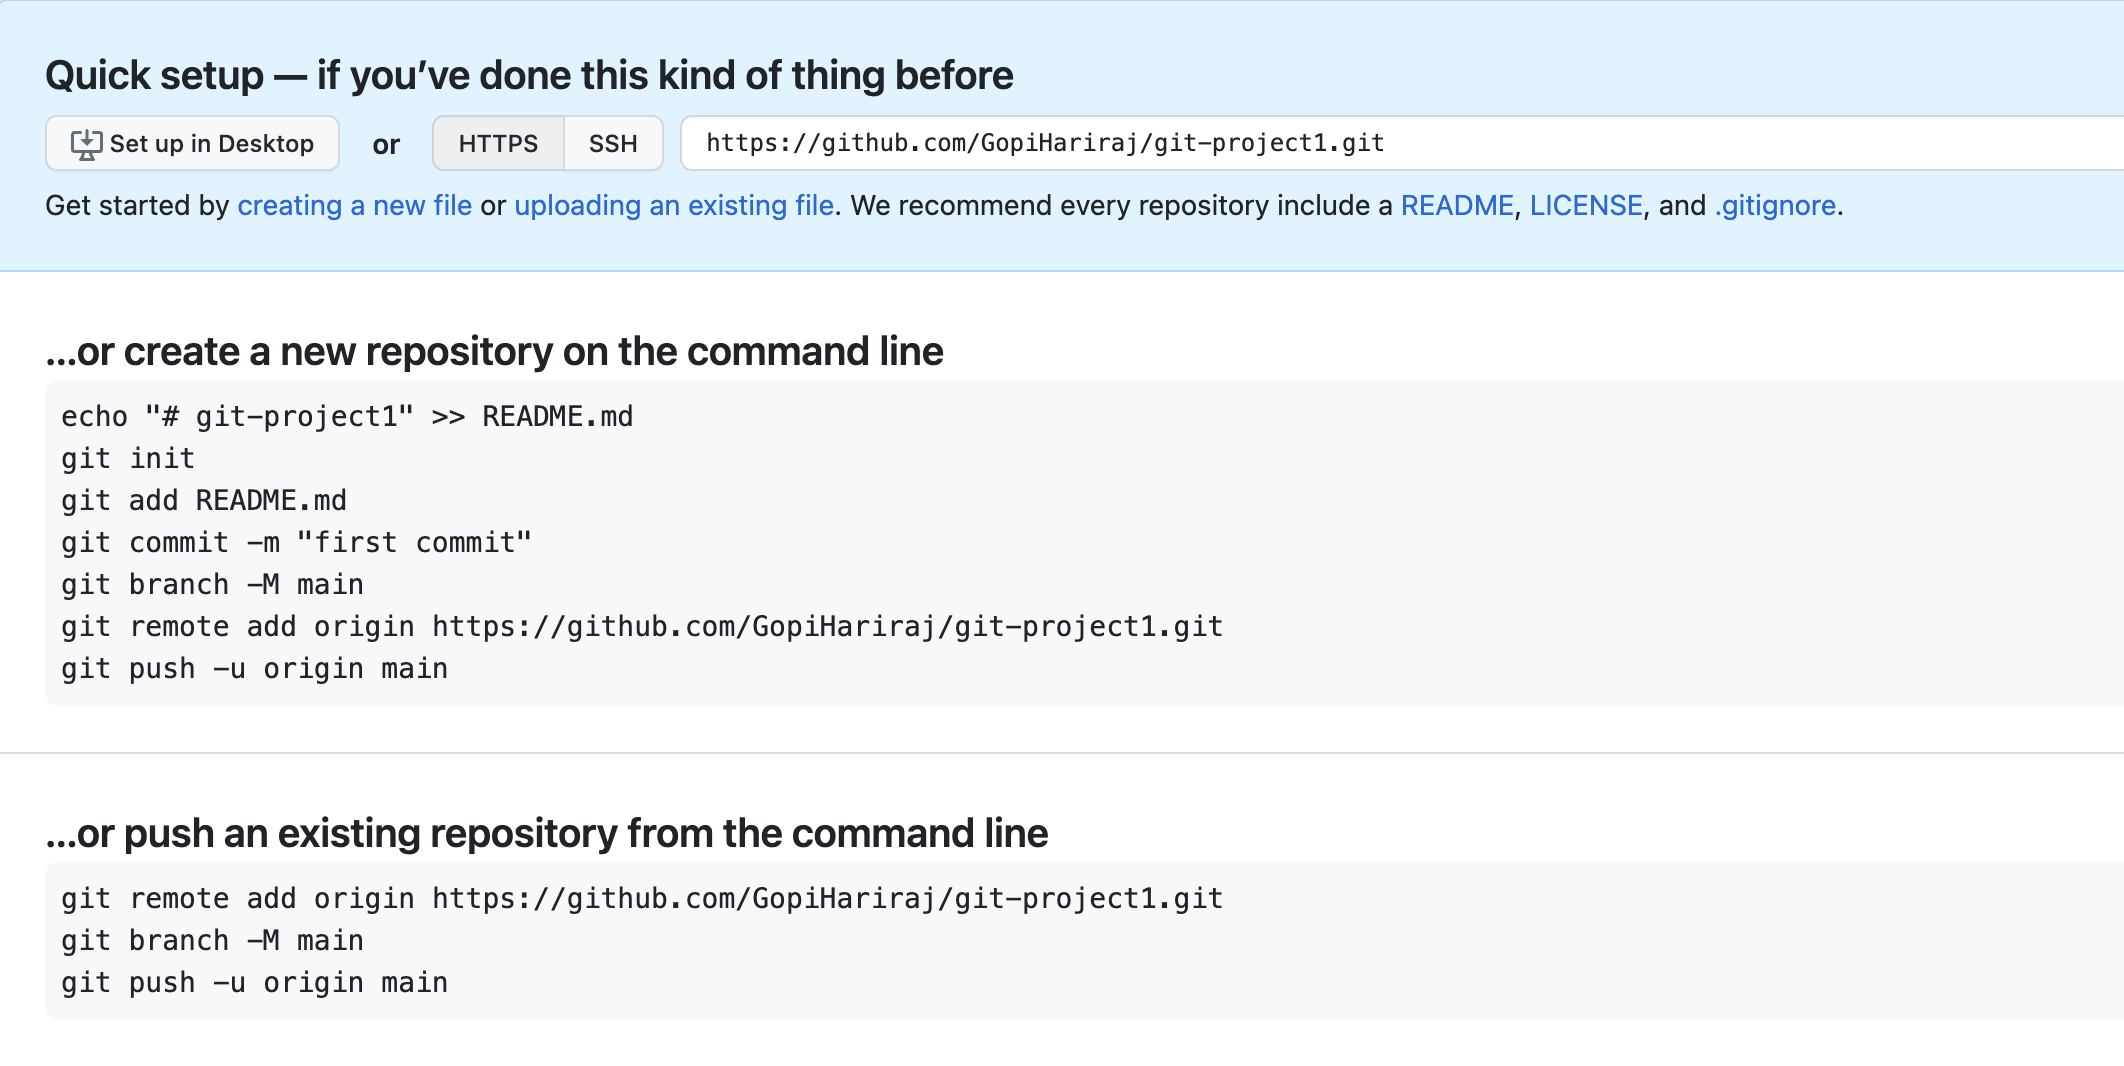 Quick setup — if you’ve done this kind of thing before
Set up in Desktop or HTTPS SSH https://github.com/GopiHariraj/git-project1.git
Get started by creating a new file or uploading an existing file. We recommend every repository include a README, LICENSE, and .gitignore.
…or create a new repository on the command line
echo "# git-project1" >> README.md
git init
git add README.md
git commit -m "first commit"
git branch -M main
git remote add origin https://github.com/GopiHariraj/git-project1.git
git push -u origin main
…or push an existing repository from the command line
git remote add origin https://github.com/GopiHariraj/git-project1.git
git branch -M main
git push -u origin main